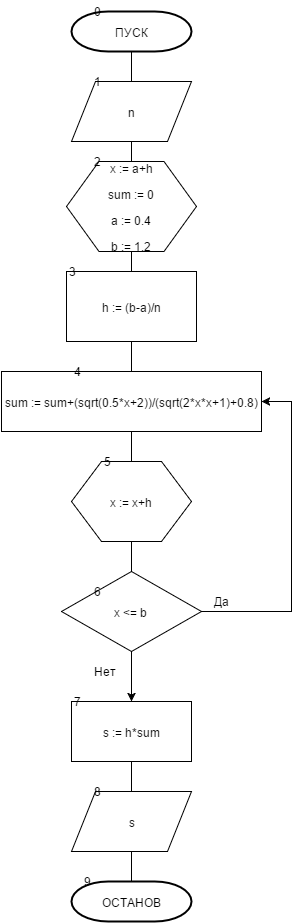 0
ПУСК
1
n
2
x := a+h
sum := 0
a := 0.4
b := 1.2
3
h := (b-a)/n
4
sum := sum+(sqrt(0.5*x+2))/(sqrt(2*x*x+1)+0.8)
5
x := x+h
6
x <= b
Да
Нет
7
s := h*sum
8
s
9
ОСТАНОВ